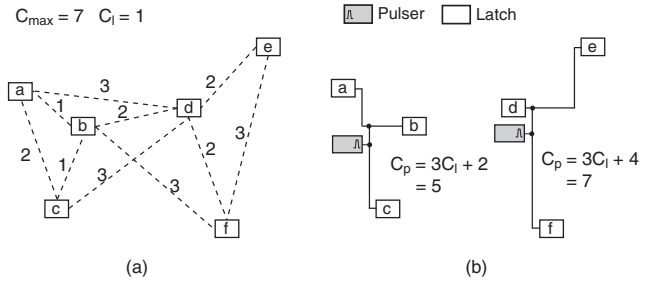 C_max = 7 C_l = 1
Pulser Latch
e
a
3
2
d
1
b
2
2
1
3
3
2
3
c
f
(a)
e
a
d
b
C_p = 3C_l + 2
= 5
C_p = 3C_l + 4
= 7
c
f
(b)